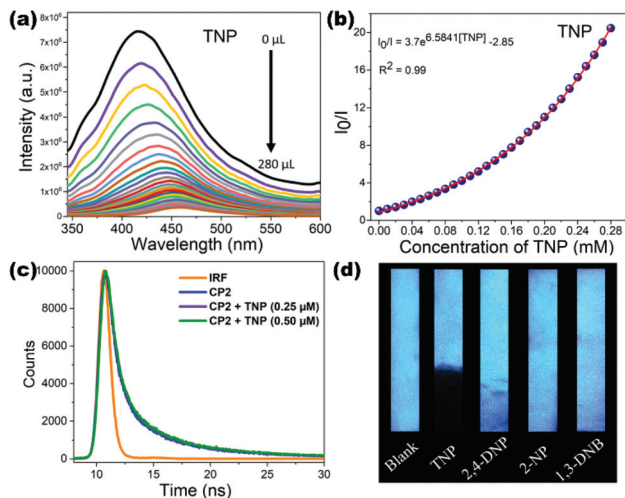 (a)
TNP
0 µL
280 µL
8x10⁶
7x10⁶
6x10⁶
5x10⁶
4x10⁶
3x10⁶
2x10⁶
1x10⁶
0
Intensity (a.u.)
350 400 450 500 550 600
Wavelength (nm)
(b)
I₀/I = 3.7e^6.5841[TNP] -2.85
R² = 0.99
TNP
20
16
12
8
4
0
I₀/I
0.00 0.04 0.08 0.12 0.16 0.20 0.24 0.28
Concentration of TNP (mM)
(c)
IRF
CP2
CP2 + TNP (0.25 µM)
CP2 + TNP (0.50 µM)
10000
8000
6000
4000
2000
0
Counts
10 15 20 25 30
Time (ns)
(d)
Blank
TNP
2,4-DNP
2-NP
1,3-DNB